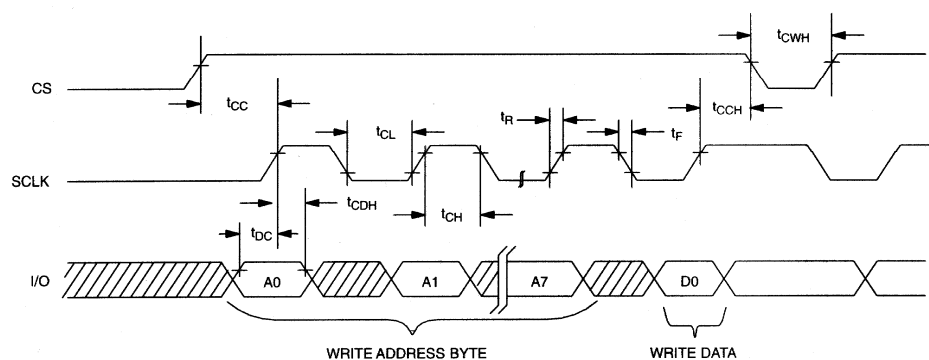 tCWH
CS
tCC
tCCH
tCL
tR
tF
SCLK
tCDH
tCH
tDC
I/O
A0
A1
A7
D0
WRITE ADDRESS BYTE
WRITE DATA